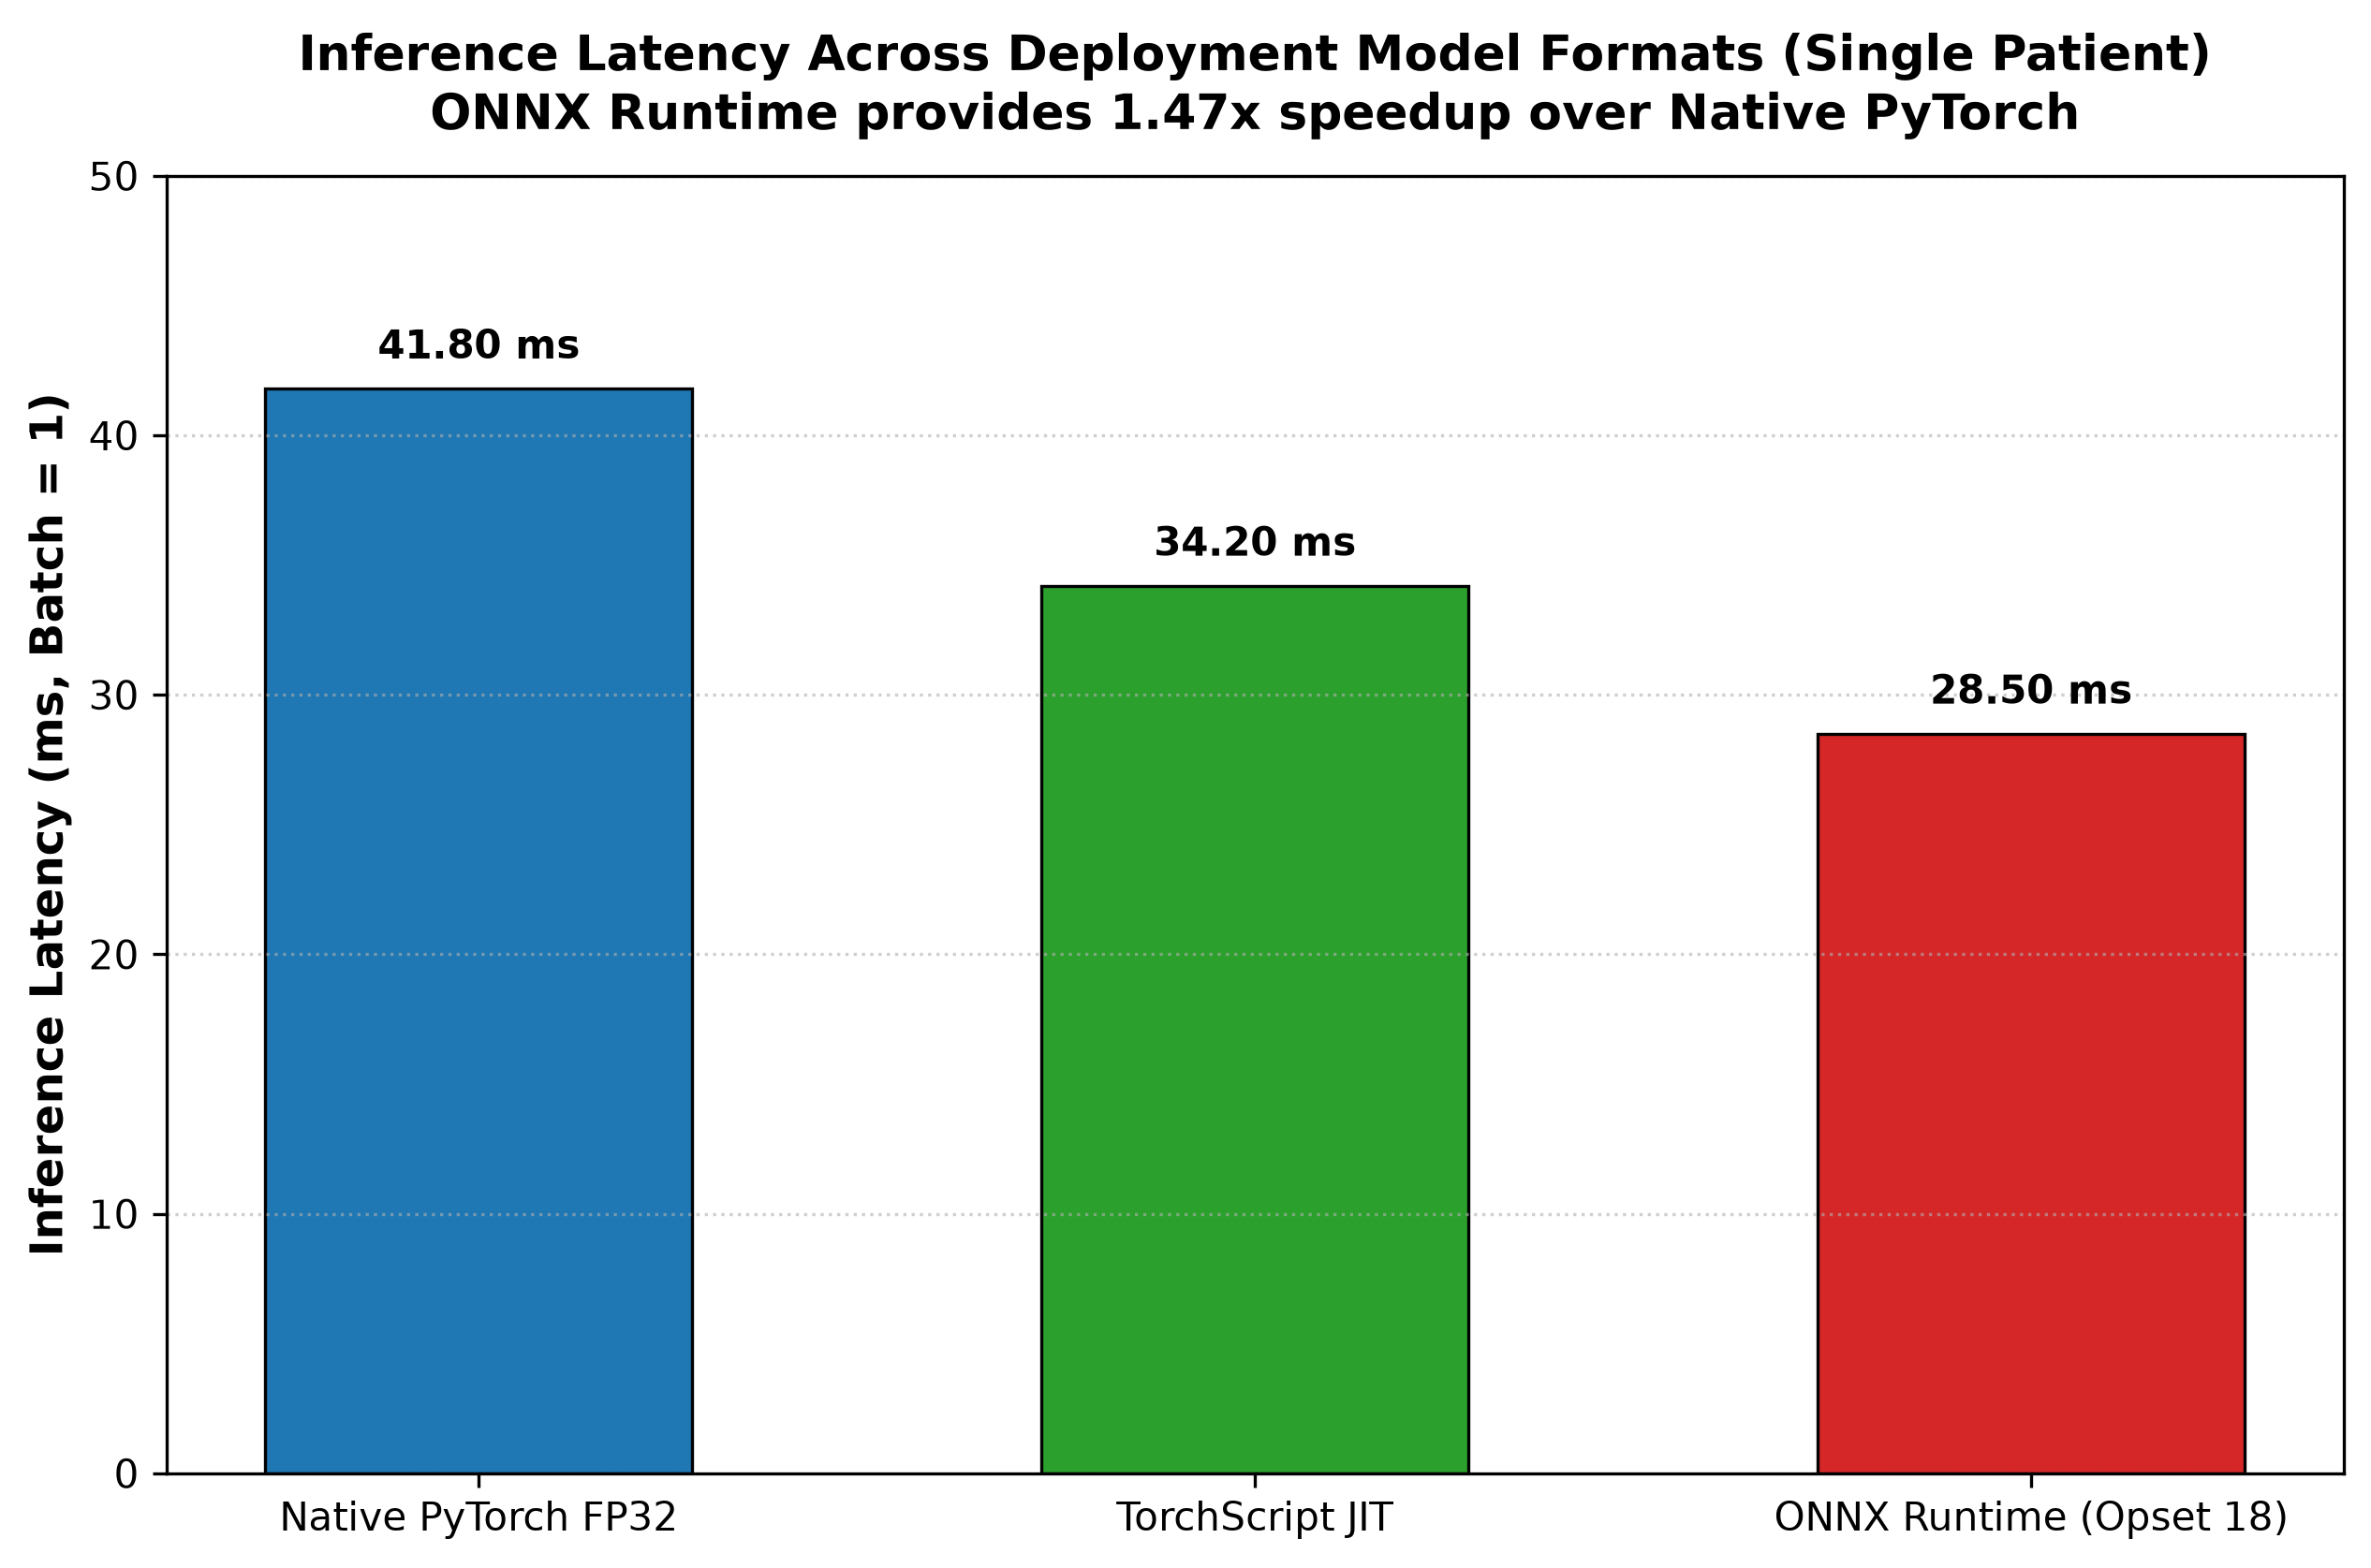 Inference Latency Across Deployment Model Formats (Single Patient)
ONNX Runtime provides 1.47x speedup over Native PyTorch
Inference Latency (ms, Batch = 1)
50
40
30
20
10
0
41.80 ms
34.20 ms
28.50 ms
Native PyTorch FP32
TorchScript JIT
ONNX Runtime (Opset 18)